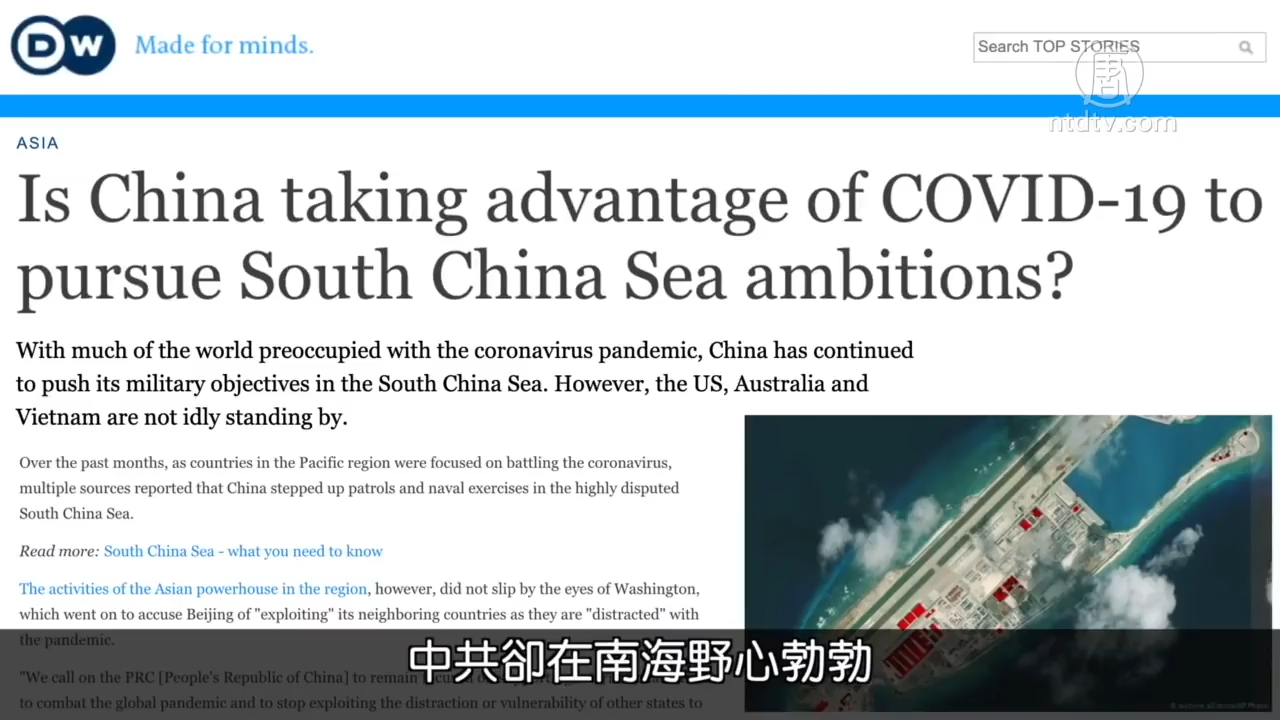 DW Made for minds.
Search TOP STORIES
唐
ntdtv.com
ASIA
Is China taking advantage of COVID-19 to
pursue South China Sea ambitions?
With much of the world preoccupied with the coronavirus pandemic, China has continued
to push its military objectives in the South China Sea. However, the US, Australia and
Vietnam are not idly standing by.
Over the past months, as countries in the Pacific region were focused on battling the coronavirus,
multiple sources reported that China stepped up patrols and naval exercises in the highly disputed
South China Sea.
Read more: South China Sea - what you need to know
The activities of the Asian powerhouse in the region, however, did not slip by the eyes of Washington,
which went on to accuse Beijing of "exploiting" its neighboring countries as they are "distracted" with
the pandemic.
中共卻在南海野心勃勃
"We call on the PRC [People's Republic of China] to remain
to combat the global pandemic and to stop exploiting the distraction or vulnerability of other states to